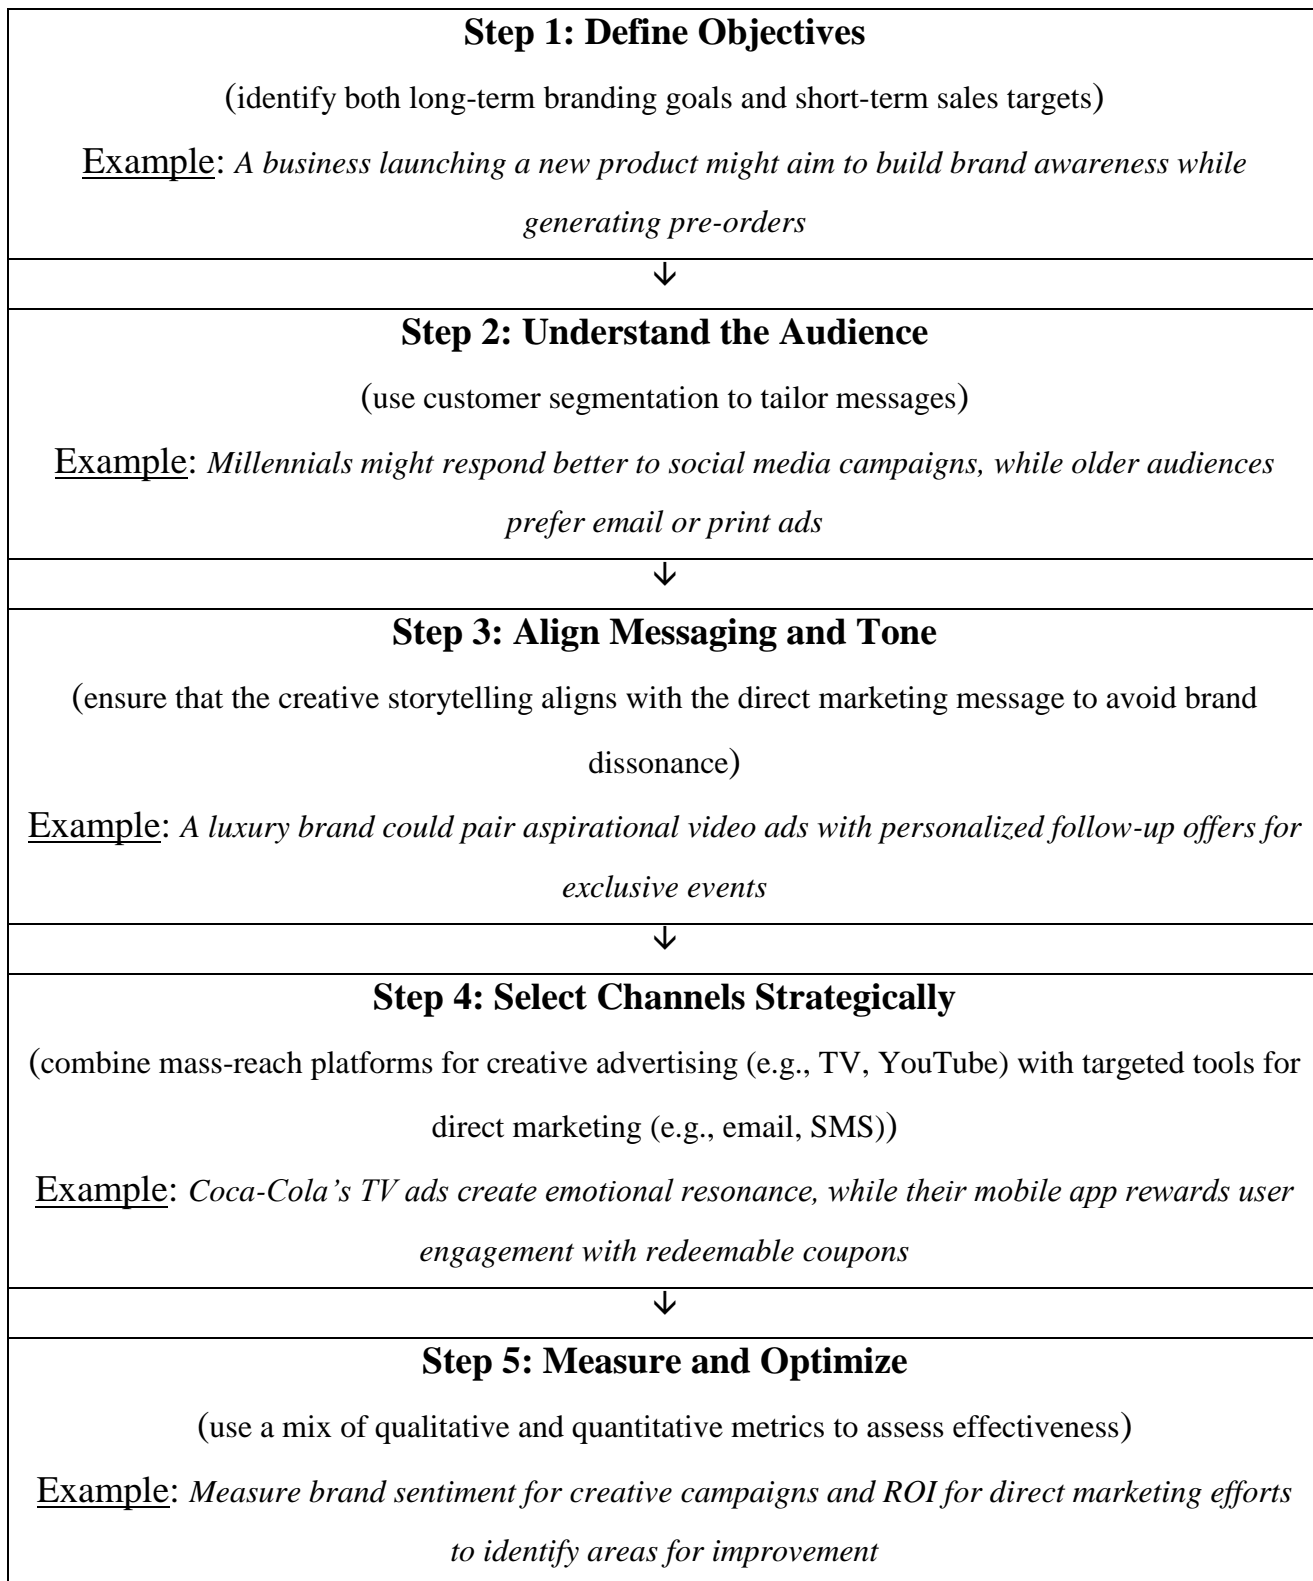 Step 1: Define Objectives
(identify both long-term branding goals and short-term sales targets)
Example: A business launching a new product might aim to build brand awareness while
generating pre-orders
↓
Step 2: Understand the Audience
(use customer segmentation to tailor messages)
Example: Millennials might respond better to social media campaigns, while older audiences
prefer email or print ads
↓
Step 3: Align Messaging and Tone
(ensure that the creative storytelling aligns with the direct marketing message to avoid brand
dissonance)
Example: A luxury brand could pair aspirational video ads with personalized follow-up offers for
exclusive events
↓
Step 4: Select Channels Strategically
(combine mass-reach platforms for creative advertising (e.g., TV, YouTube) with targeted tools for
direct marketing (e.g., email, SMS))
Example: Coca-Cola’s TV ads create emotional resonance, while their mobile app rewards user
engagement with redeemable coupons
↓
Step 5: Measure and Optimize
(use a mix of qualitative and quantitative metrics to assess effectiveness)
Example: Measure brand sentiment for creative campaigns and ROI for direct marketing efforts
to identify areas for improvement